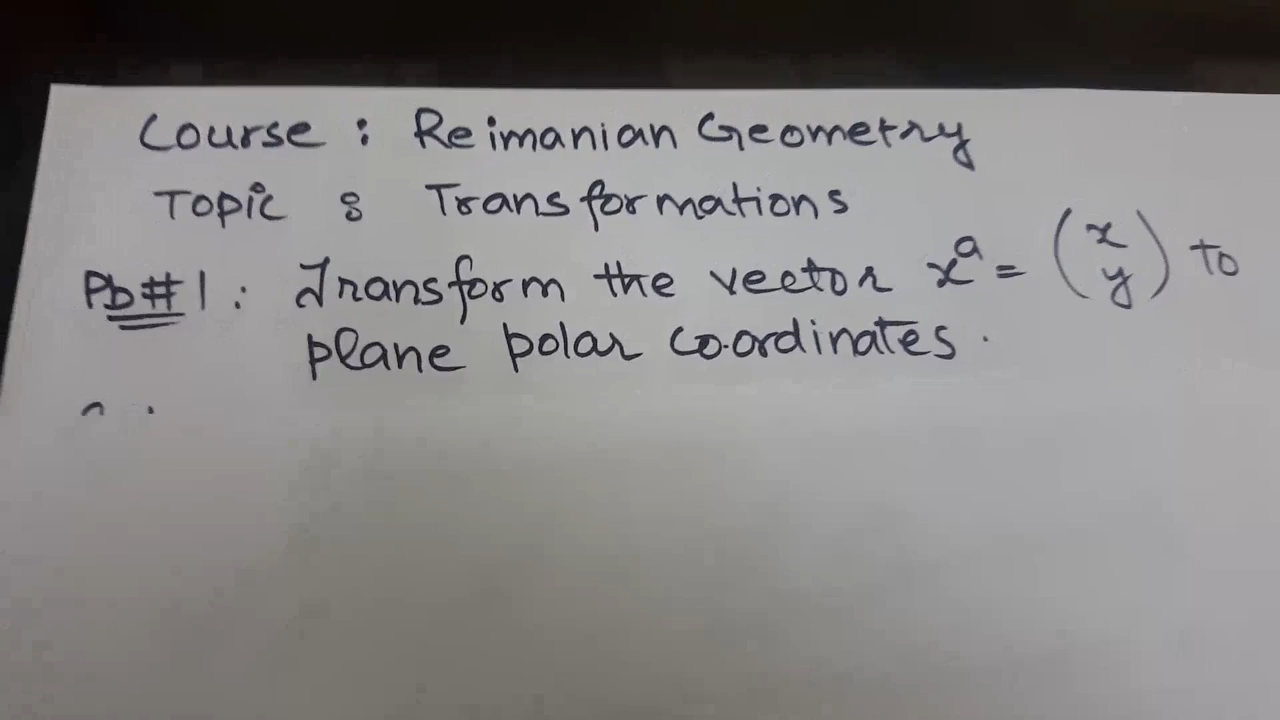 Course : Reimanian Geometry
Topic : Transformations
Pb#1: Transform the vector x^a = (x y) to
plane polar co-ordinates.